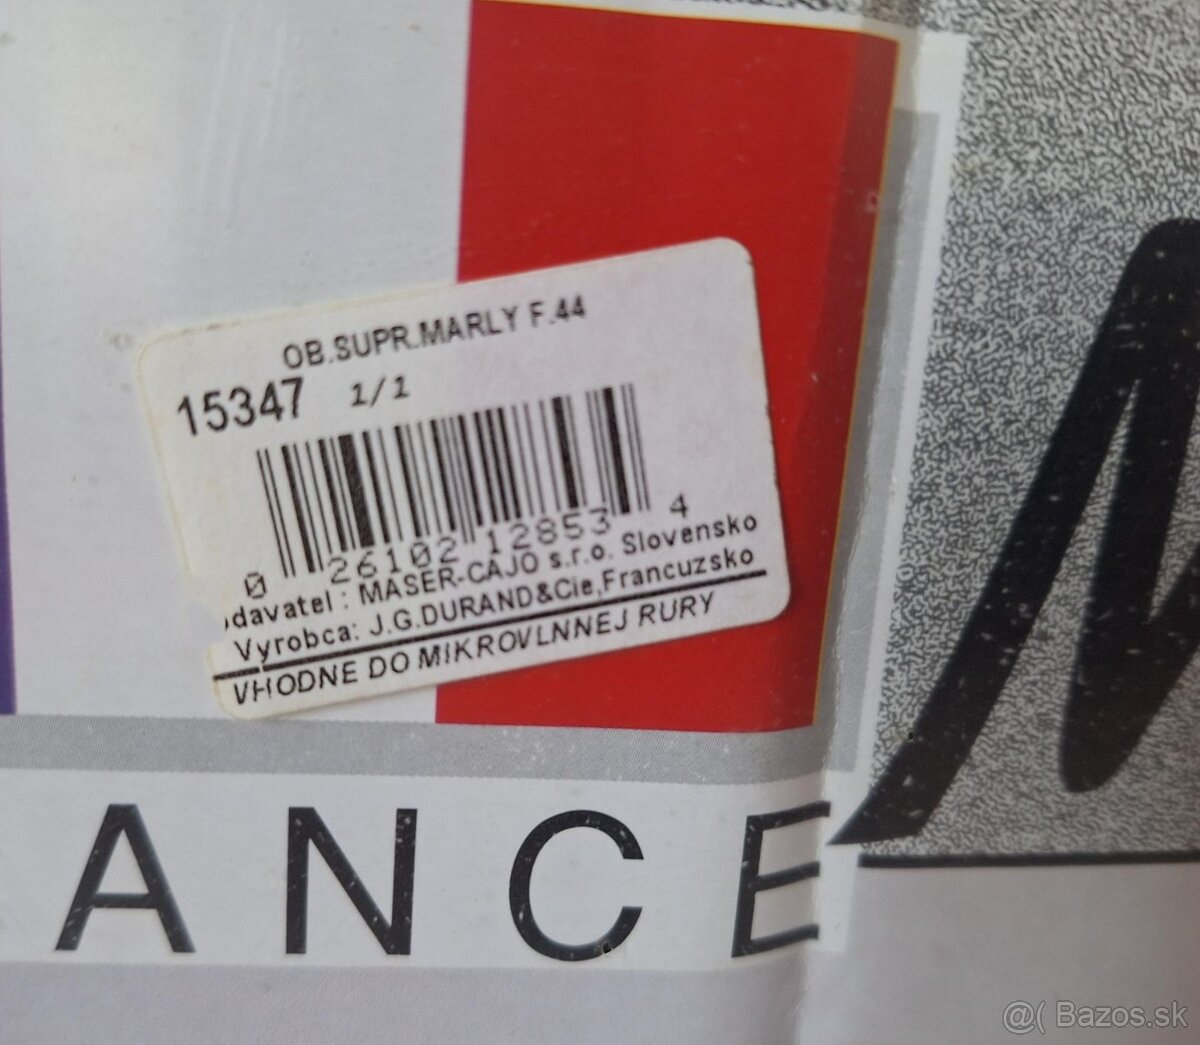 OB.SUPR.MARLY F.44
15347 1/1
0 26102 12853 4
davatel : MASER-CAJO s.r.o. Slovensko
Vyrobca: J.G.DURAND&Cie,Francuzsko
VHODNE DO MIKROVLNNEJ RURY
ANCE
M
@( Bazos.sk